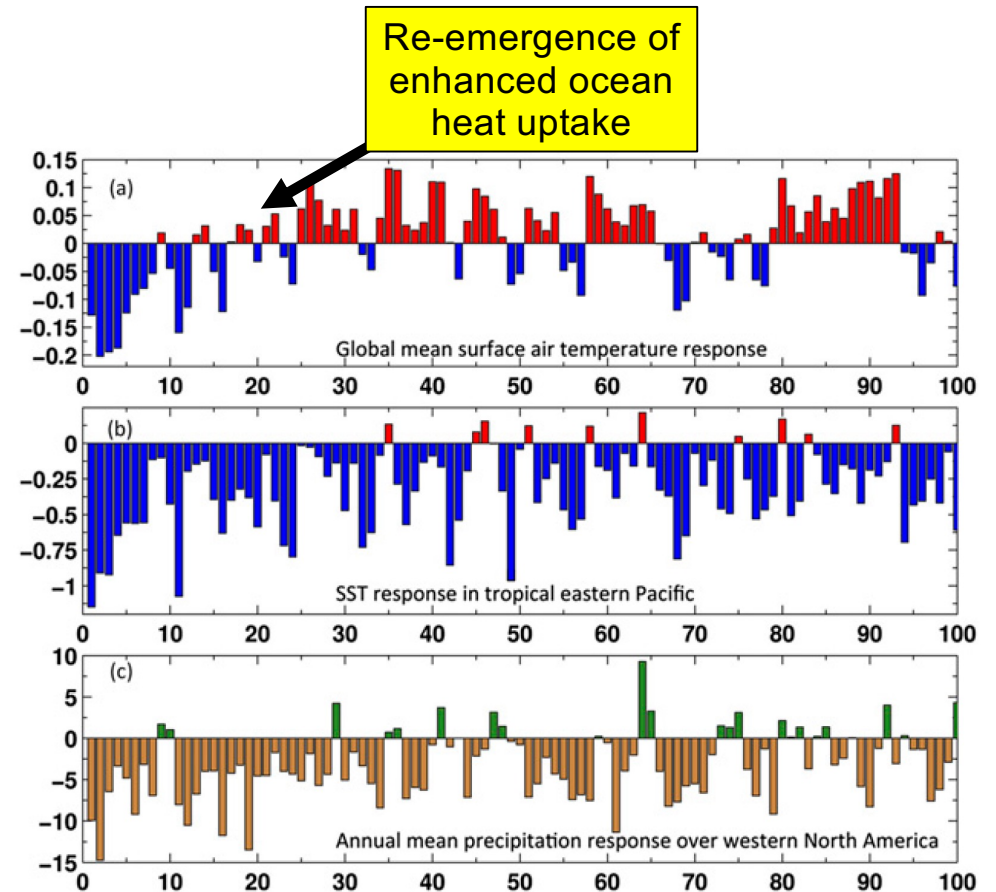 Re-emergence of
enhanced ocean
heat uptake
0.15
0.1
0.05
0
−0.05
−0.1
−0.15
−0.2
(a)
Global mean surface air temperature response
0 10 20 30 40 50 60 70 80 90 100
0
−0.25
−0.5
−0.75
−1
(b)
SST response in tropical eastern Pacific
0 10 20 30 40 50 60 70 80 90 100
10
5
0
−5
−10
−15
(c)
Annual mean precipitation response over western North America
0 10 20 30 40 50 60 70 80 90 100